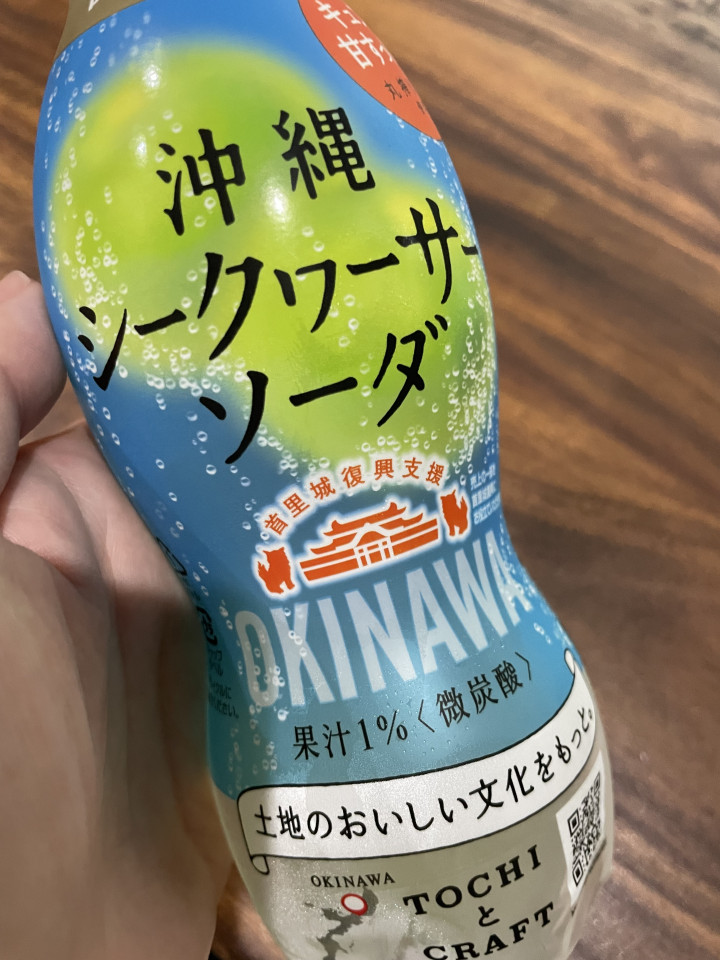 沖縄
シークヮーサー
ソーダ
首里城復興支援
OKINAWA
果汁1%〈微炭酸〉
土地のおいしい文化をもっと。
OKINAWA
TOCHI
と
CRAFT